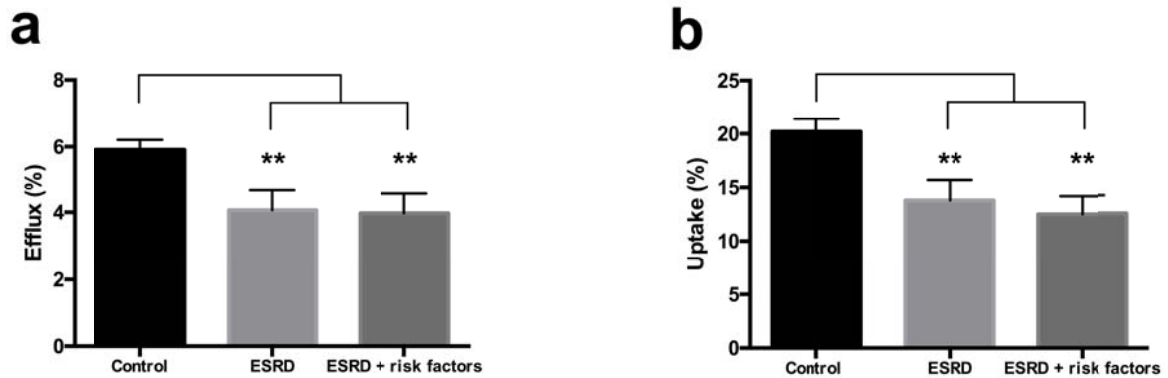 a
b
Efflux (%)
8
6
4
2
0
**
**
Control
ESRD
ESRD + risk factors
Uptake (%)
25
20
15
10
5
0
**
**
Control
ESRD
ESRD + risk factors